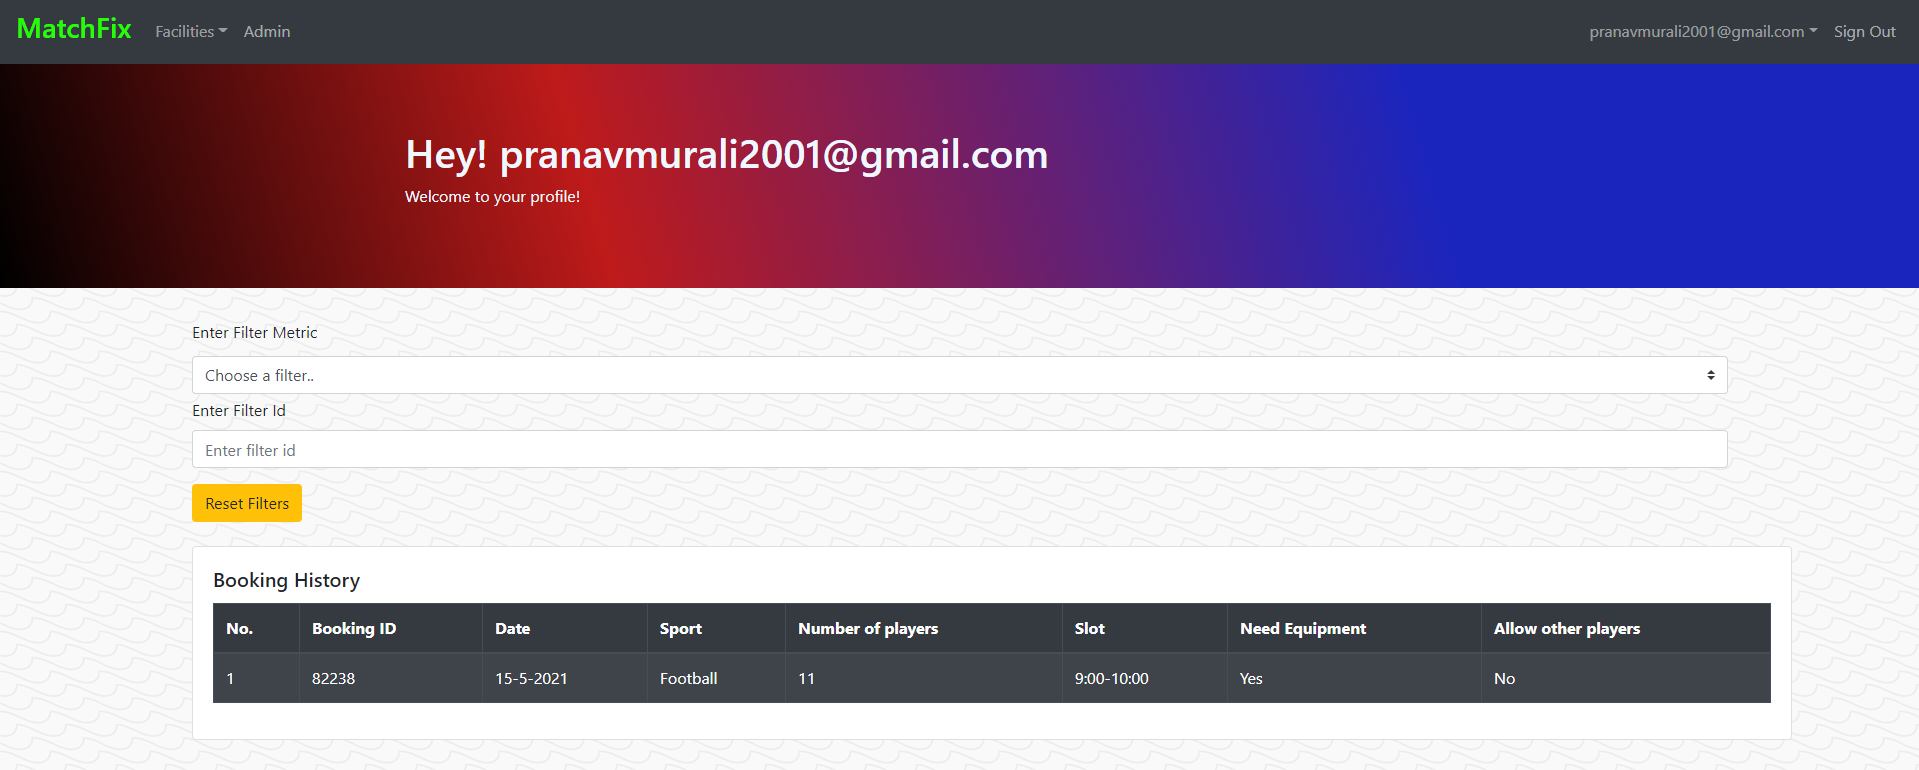 MatchFix Facilities Admin pranavmurali2001@gmail.com Sign Out
Hey! pranavmurali2001@gmail.com
Welcome to your profile!
Enter Filter Metric
Choose a filter..
Enter Filter Id
Enter filter id
Reset Filters
Booking History
No. Booking ID Date Sport Number of players Slot Need Equipment Allow other players
1 82238 15-5-2021 Football 11 9:00-10:00 Yes No